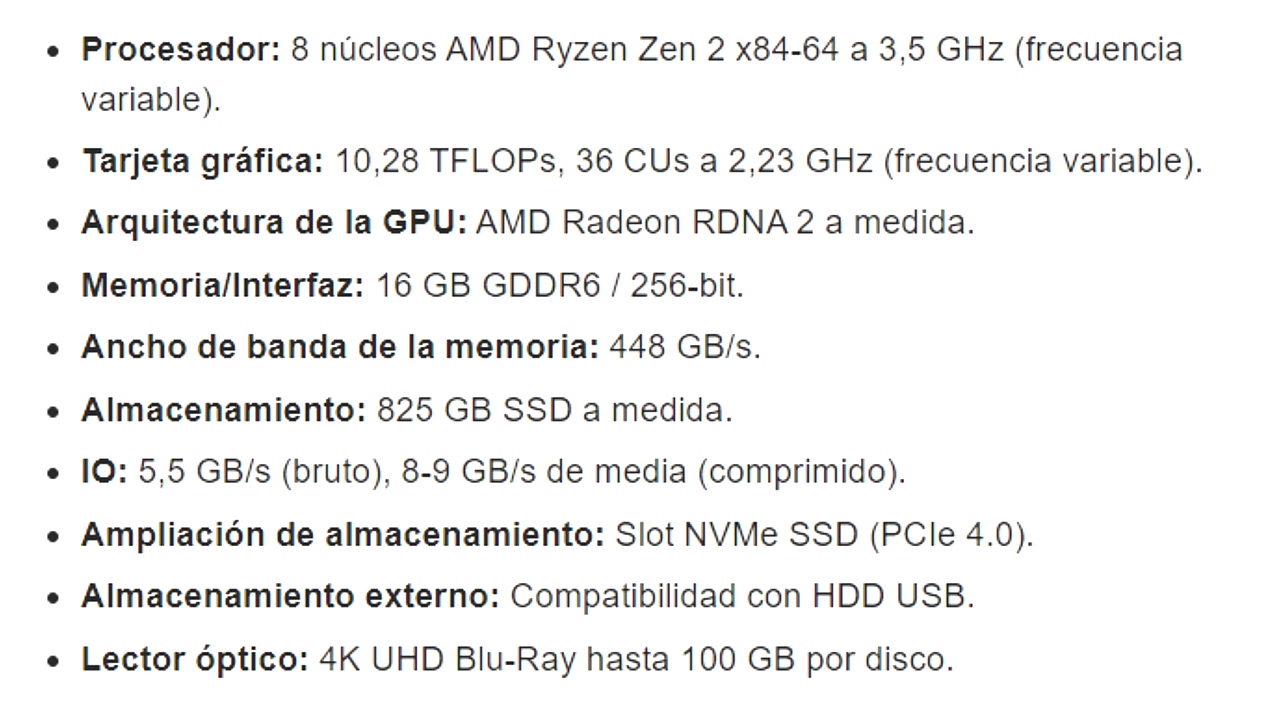 • Procesador: 8 núcleos AMD Ryzen Zen 2 x84-64 a 3,5 GHz (frecuencia
variable).
• Tarjeta gráfica: 10,28 TFLOPs, 36 CUs a 2,23 GHz (frecuencia variable).
• Arquitectura de la GPU: AMD Radeon RDNA 2 a medida.
• Memoria/Interfaz: 16 GB GDDR6 / 256-bit.
• Ancho de banda de la memoria: 448 GB/s.
• Almacenamiento: 825 GB SSD a medida.
• IO: 5,5 GB/s (bruto), 8-9 GB/s de media (comprimido).
• Ampliación de almacenamiento: Slot NVMe SSD (PCIe 4.0).
• Almacenamiento externo: Compatibilidad con HDD USB.
• Lector óptico: 4K UHD Blu-Ray hasta 100 GB por disco.